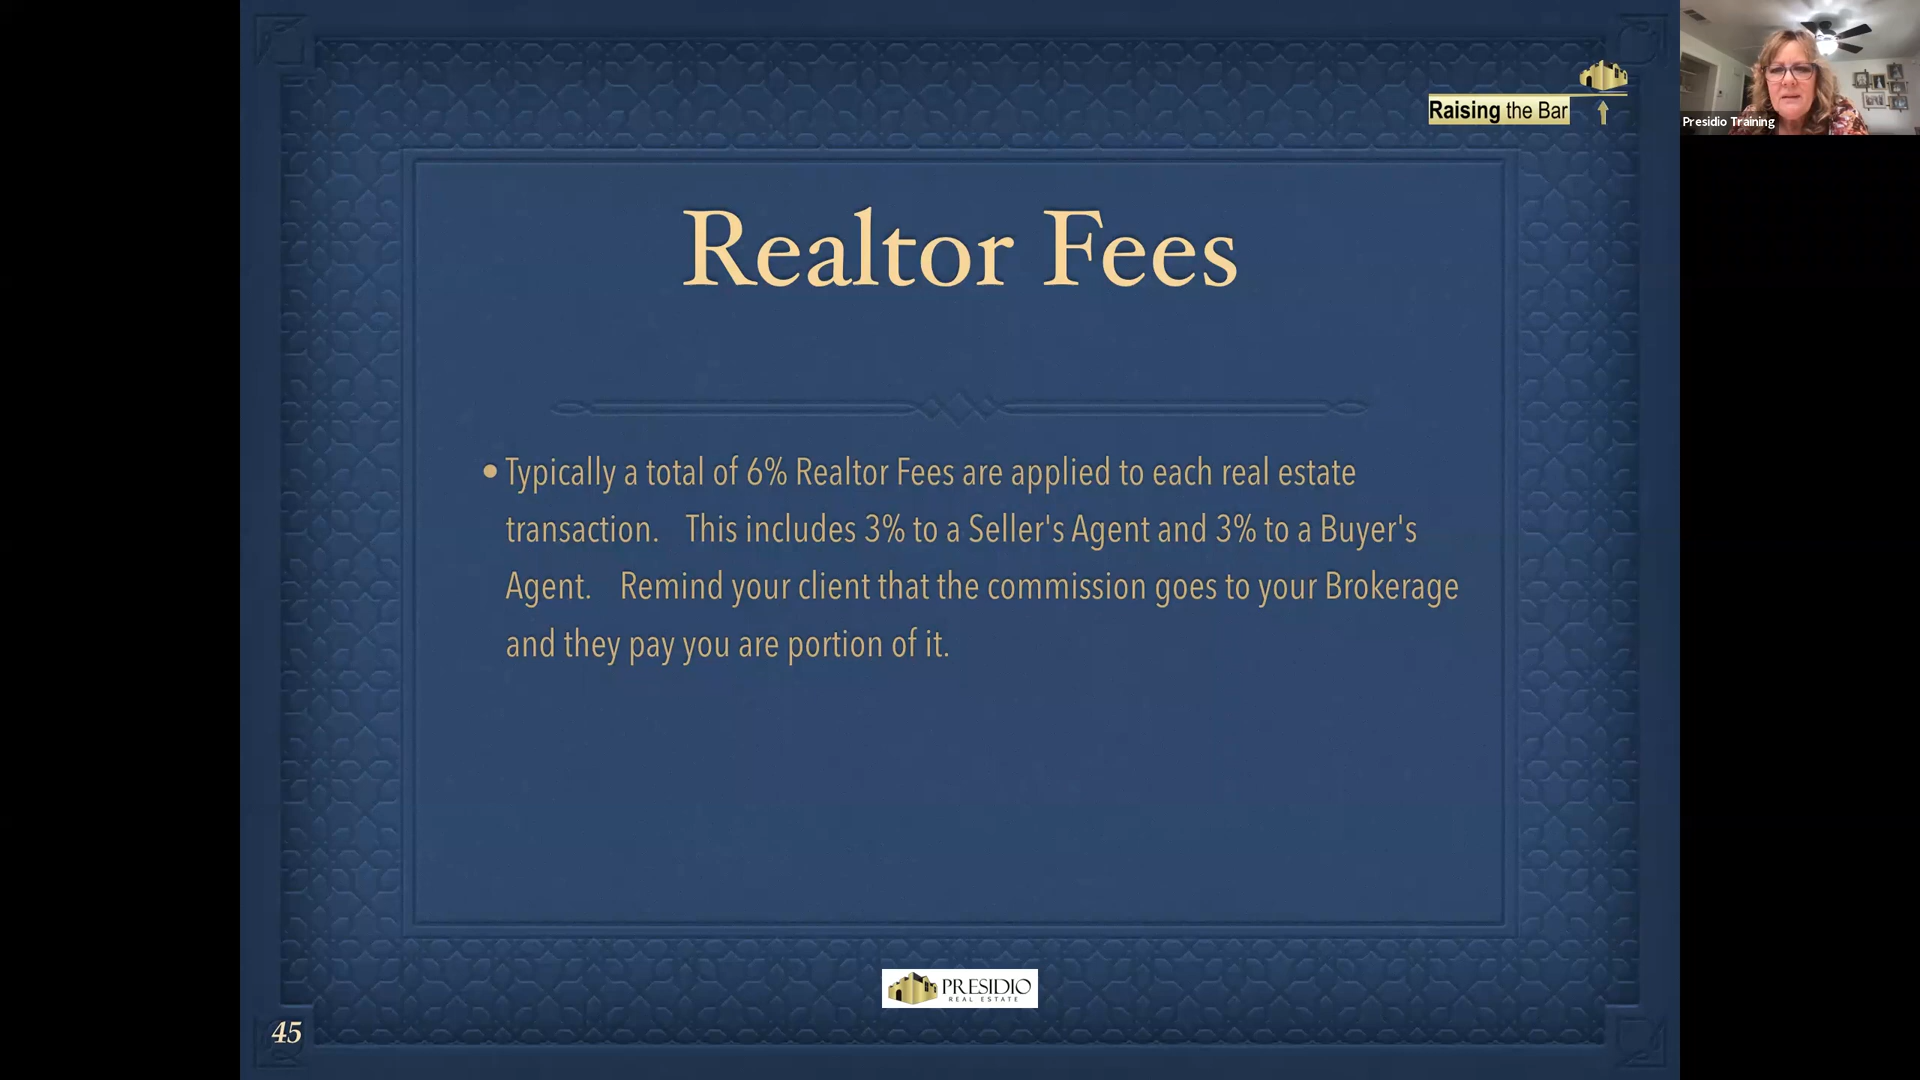 Raising the Bar
Presidio Training
Realtor Fees
• Typically a total of 6% Realtor Fees are applied to each real estate
transaction. This includes 3% to a Seller's Agent and 3% to a Buyer's
Agent. Remind your client that the commission goes to your Brokerage
and they pay you are portion of it.
PRESIDIO
REAL ESTATE
45